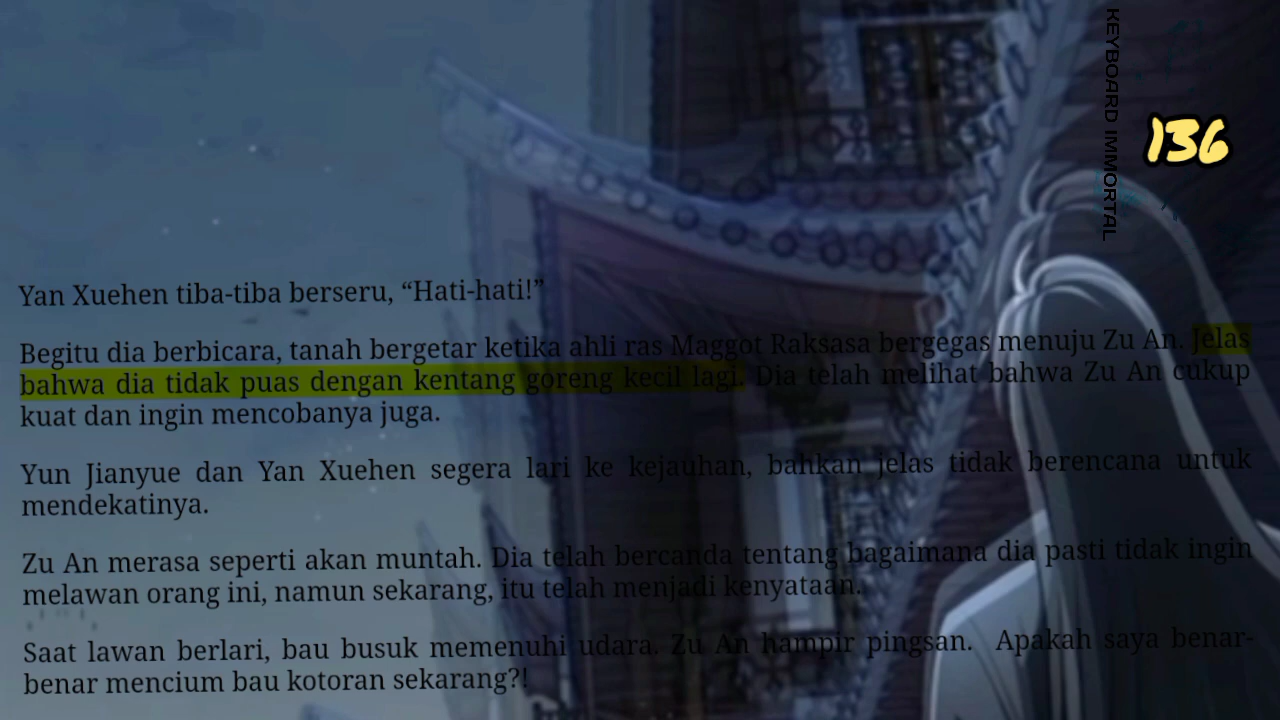 KEYBOARD IMMORTAL
136
Yan Xuehen tiba-tiba berseru, “Hati-hati!”
Begitu dia berbicara, tanah bergetar ketika ahli ras Maggot Raksasa bergegas menuju Zu An. Jelas
bahwa dia tidak puas dengan kentang goreng kecil lagi. Dia telah melihat bahwa Zu An cukup
kuat dan ingin mencobanya juga.
Yun Jianyue dan Yan Xuehen segera lari ke kejauhan, bahkan jelas tidak berencana untuk
mendekatinya.
Zu An merasa seperti akan muntah. Dia telah bercanda tentang bagaimana dia pasti tidak ingin
melawan orang ini, namun sekarang, itu telah menjadi kenyataan.
Saat lawan berlari, bau busuk memenuhi udara. Zu An hampir pingsan. Apakah saya benar-
benar mencium bau kotoran sekarang?!